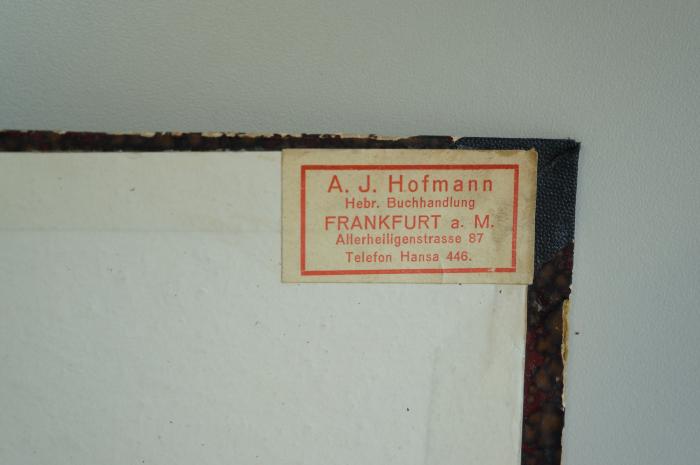 A. J. Hofmann
Hebr. Buchhandlung
FRANKFURT a. M.
Allerheiligenstrasse 87
Telefon Hansa 446.